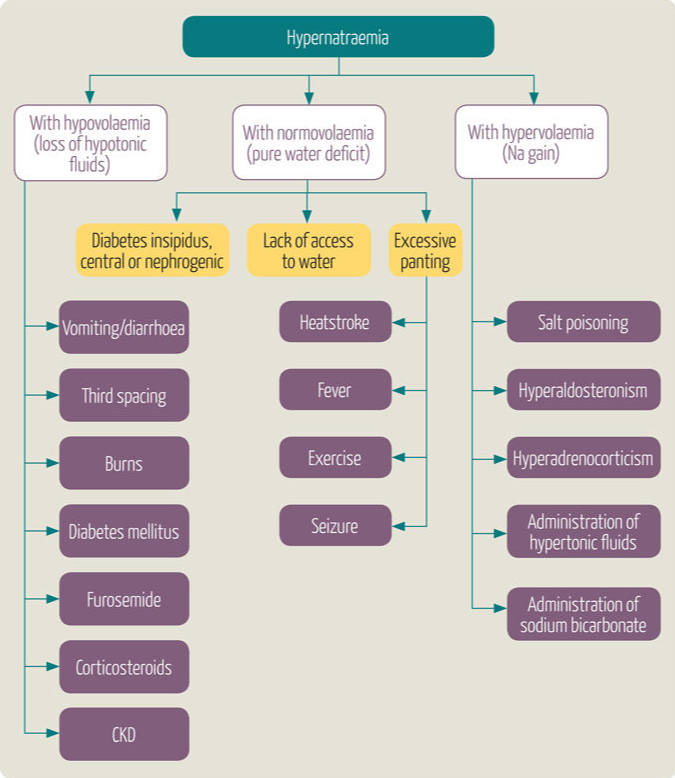 Hypernatraemia
With hypovolaemia
(loss of hypotonic
fluids)
With normovolaemia
(pure water deficit)
With hypervolaemia
(Na gain)
Diabetes insipidus,
central or nephrogenic
Lack of access
to water
Excessive
panting
Vomiting/diarrhoea
Third spacing
Burns
Diabetes mellitus
Furosemide
Corticosteroids
CKD
Heatstroke
Fever
Exercise
Seizure
Salt poisoning
Hyperaldosteronism
Hyperadrenocorticism
Administration of
hypertonic fluids
Administration of
sodium bicarbonate